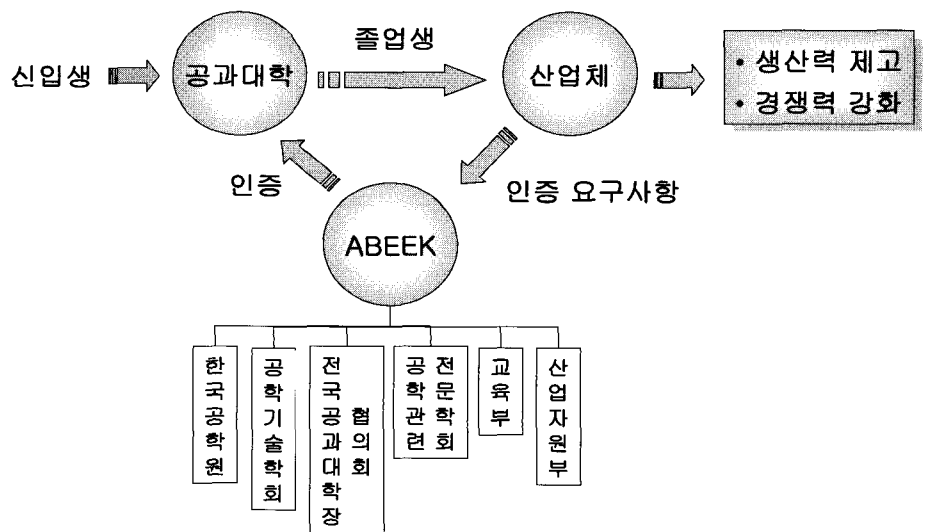 신입생
공과대학
졸업생
산업체
• 생산력 제고
• 경쟁력 강화
인증
인증 요구사항
ABEEK
한국공학원
공학기술학회
전국공과대학장
협의회
공학관련
전문학회
교육부
산업자원부